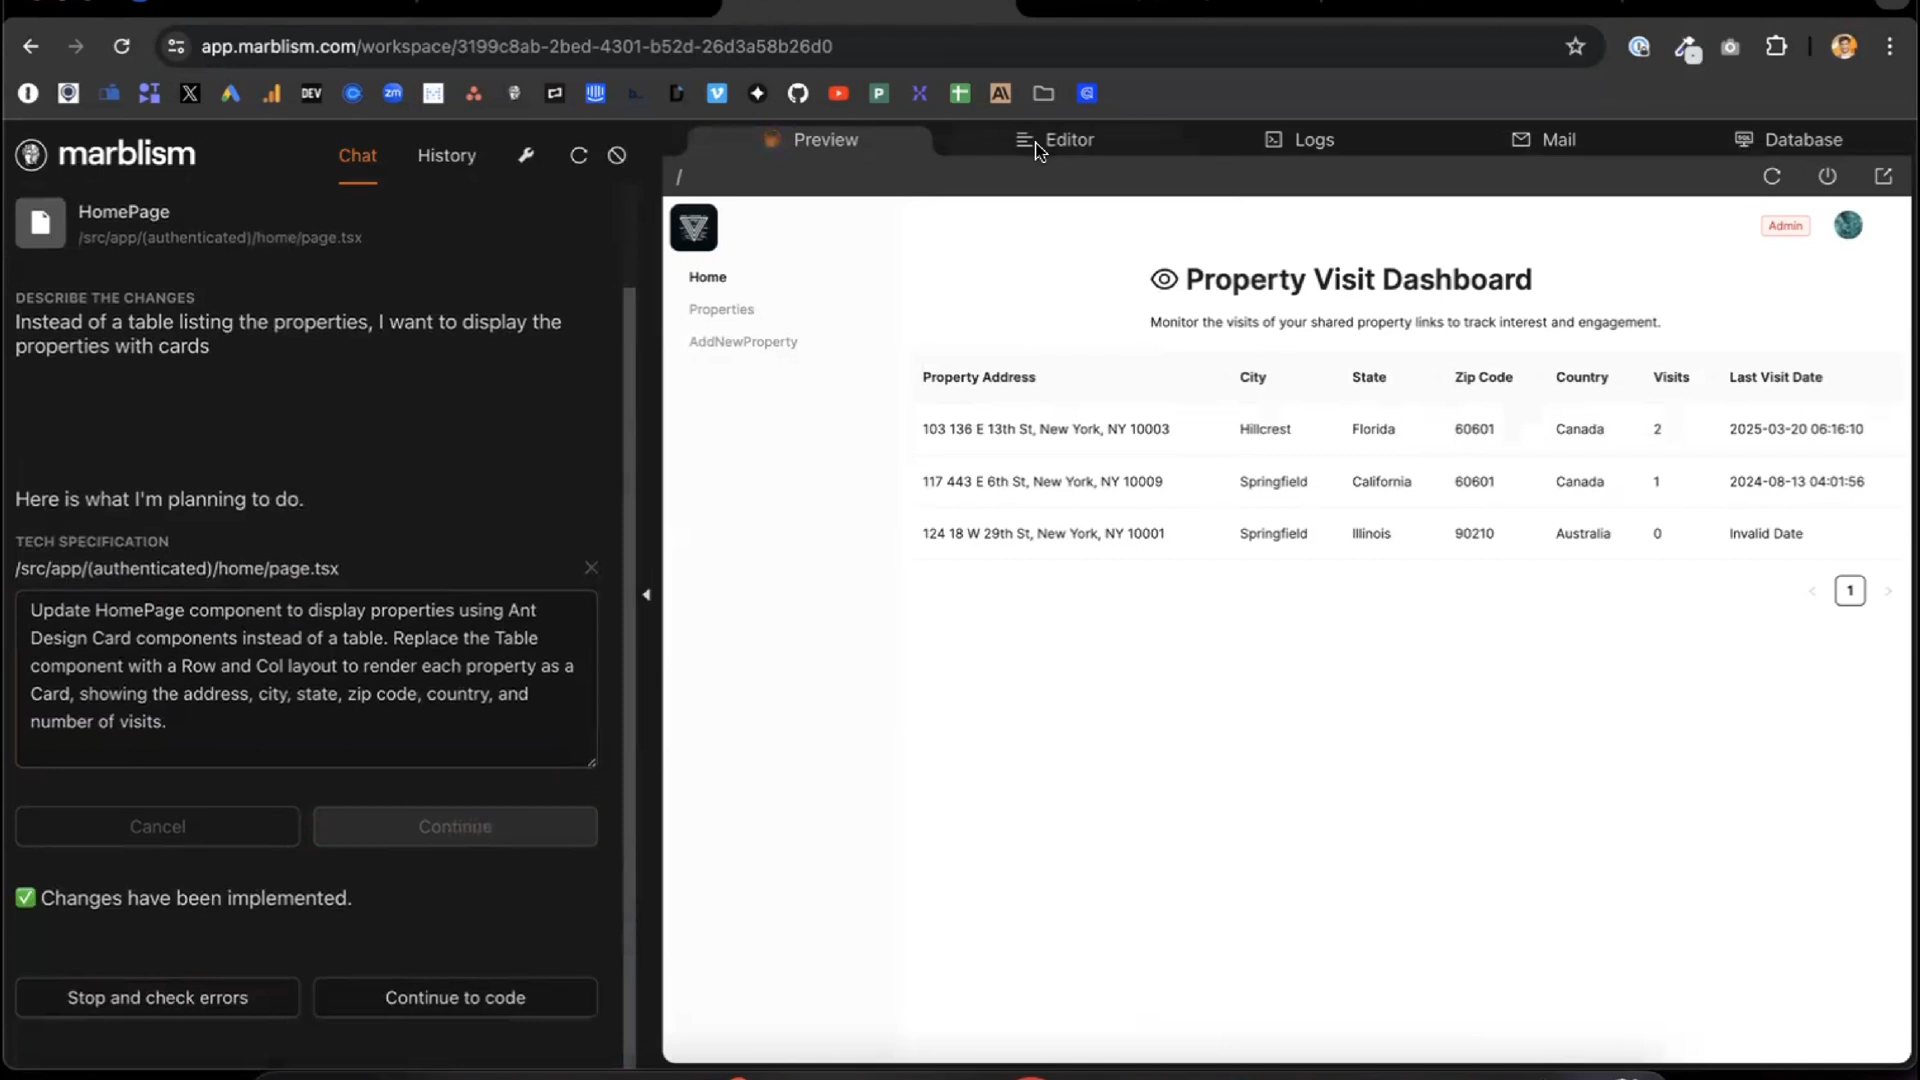 app.marblism.com/workspace/3199c8ab-2bed-4301-b52d-26d3a58b26d0
DEV
zm
marblism
Chat
History
Preview
Editor
Logs
Mail
Database
/
HomePage
/src/app/(authenticated)/home/page.tsx
DESCRIBE THE CHANGES
Instead of a table listing the properties, I want to display the
properties with cards
Here is what I'm planning to do.
TECH SPECIFICATION
/src/app/(authenticated)/home/page.tsx
Update HomePage component to display properties using Ant
Design Card components instead of a table. Replace the Table
component with a Row and Col layout to render each property as a
Card, showing the address, city, state, zip code, country, and
number of visits.
Cancel
Continue
✅ Changes have been implemented.
Stop and check errors
Continue to code
Admin
Home
Properties
AddNewProperty
Property Visit Dashboard
Monitor the visits of your shared property links to track interest and engagement.
Property Address City State Zip Code Country Visits Last Visit Date
103 136 E 13th St, New York, NY 10003 Hillcrest Florida 60601 Canada 2 2025-03-20 06:16:10
117 443 E 6th St, New York, NY 10009 Springfield California 60601 Canada 1 2024-08-13 04:01:56
124 18 W 29th St, New York, NY 10001 Springfield Illinois 90210 Australia 0 Invalid Date
< 1 >